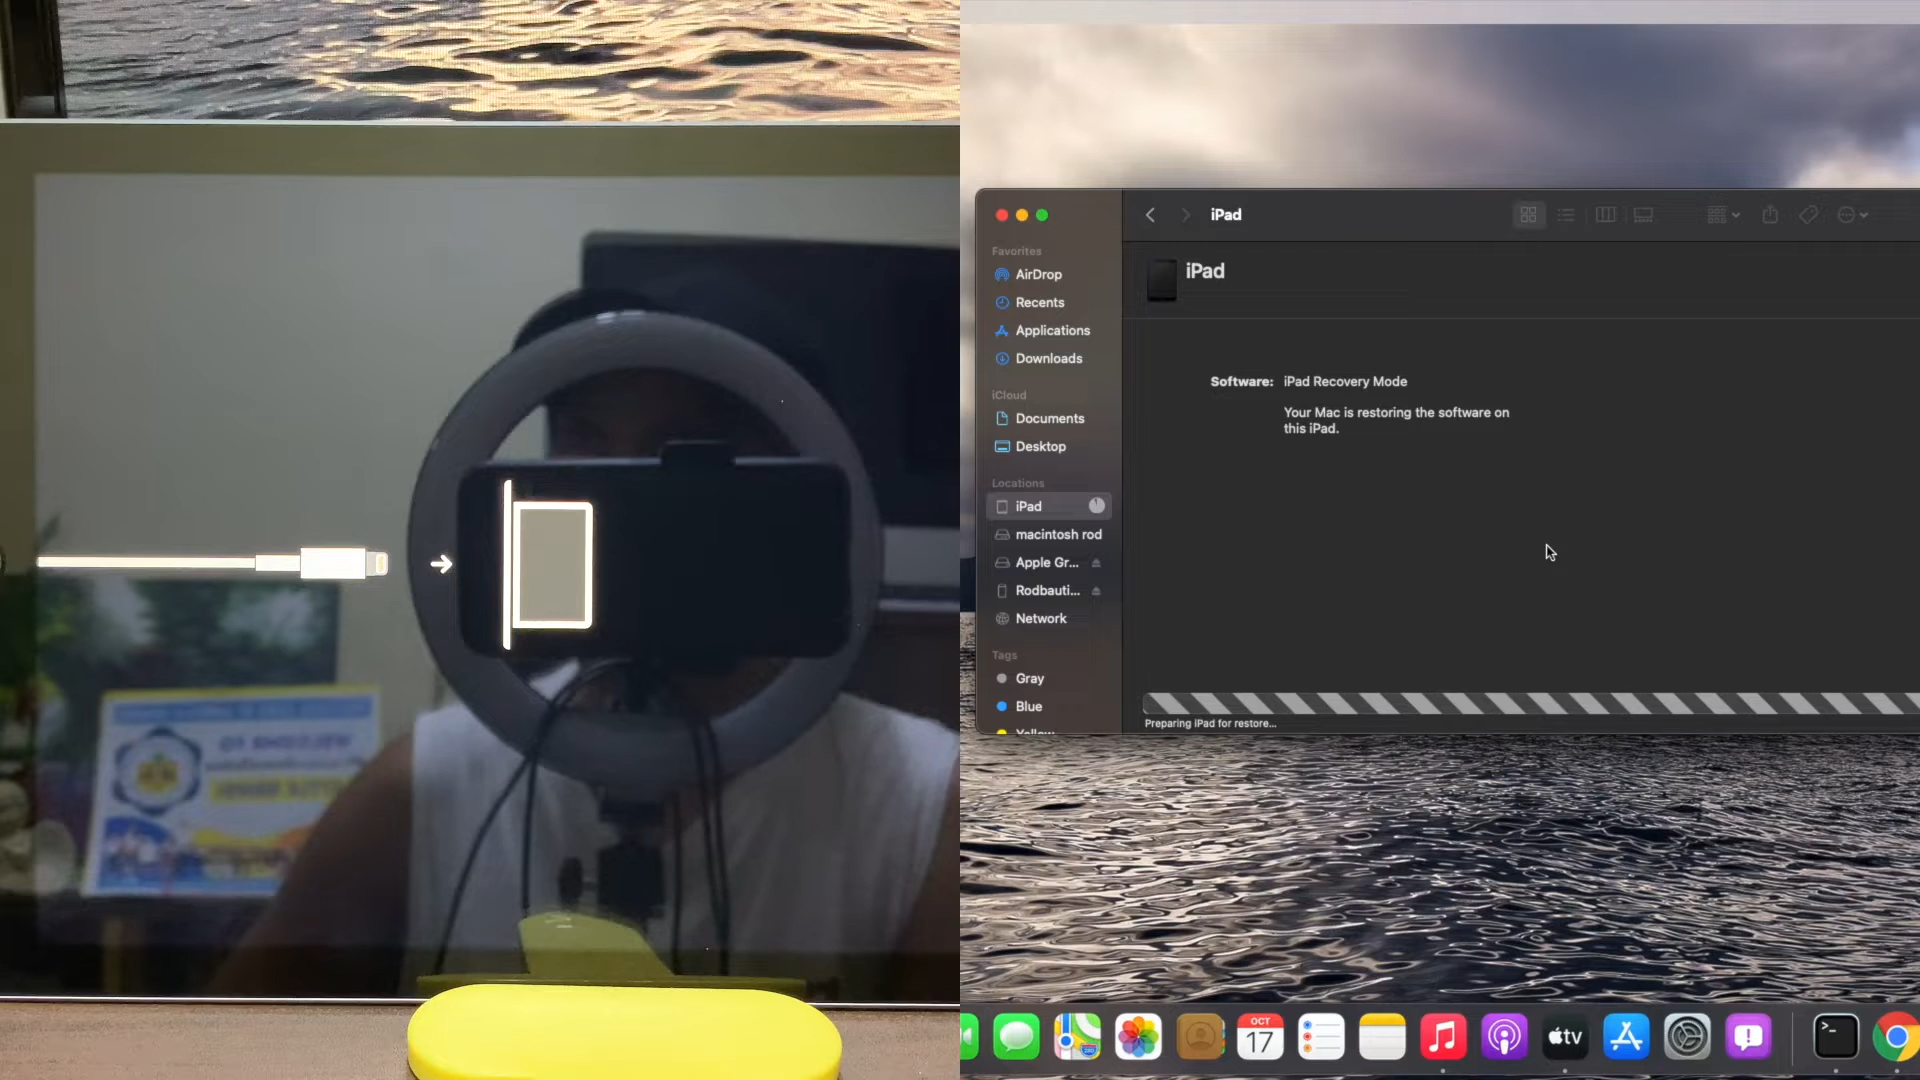 iPad
Favorites
iPad
AirDrop
Recents
Applications
Downloads
Software: iPad Recovery Mode
iCloud
Your Mac is restoring the software on
this iPad.
Documents
Desktop
Locations
iPad
macintosh rod
Apple Gr...
Rodbauti...
Network
Tags
Gray
Blue
Yellow
Preparing iPad for restore...
OCT
17
tv